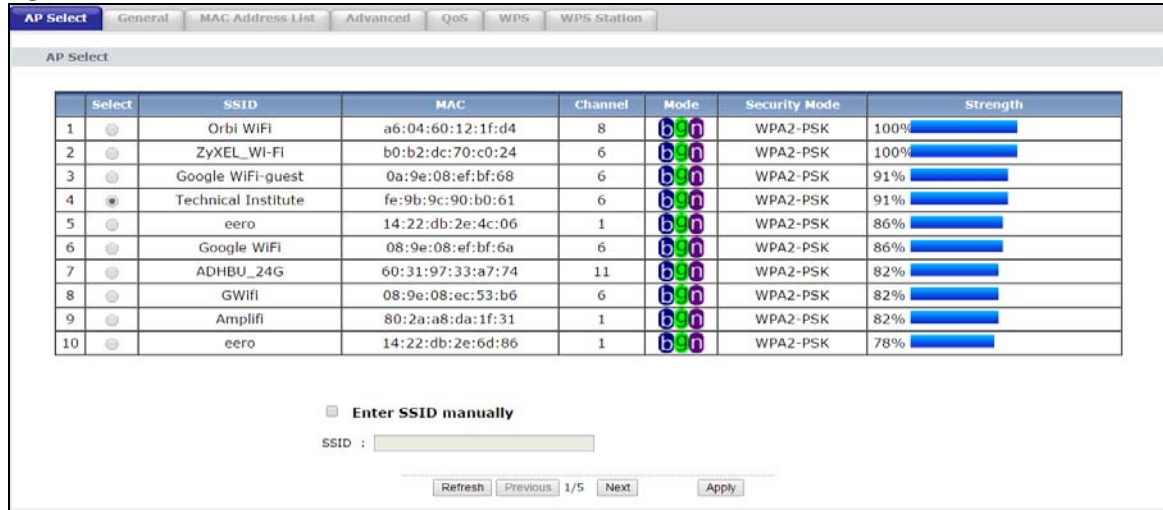 AP Select General MAC Address List Advanced QoS WPS WPS Station
AP Select
Select SSID MAC Channel Mode Security Mode Strength
1 Orbi WiFi a6:04:60:12:1f:d4 8 bgn WPA2-PSK 100%
2 ZyXEL_Wi-Fi b0:b2:dc:70:c0:24 6 bgn WPA2-PSK 100%
3 Google WiFi-guest 0a:9e:08:ef:bf:68 6 bgn WPA2-PSK 91%
4 Technical Institute fe:9b:9c:90:b0:61 6 bgn WPA2-PSK 91%
5 eero 14:22:db:2e:4c:06 1 bgn WPA2-PSK 86%
6 Google WiFi 08:9e:08:ef:bf:6a 6 bgn WPA2-PSK 86%
7 ADHBU_24G 60:31:97:33:a7:74 11 bgn WPA2-PSK 82%
8 GWifi 08:9e:08:ec:53:b6 6 bgn WPA2-PSK 82%
9 Amplifi 80:2a:a8:da:1f:31 1 bgn WPA2-PSK 82%
10 eero 14:22:db:2e:6d:86 1 bgn WPA2-PSK 78%
Enter SSID manually
SSID :
Refresh Previous 1/5 Next Apply